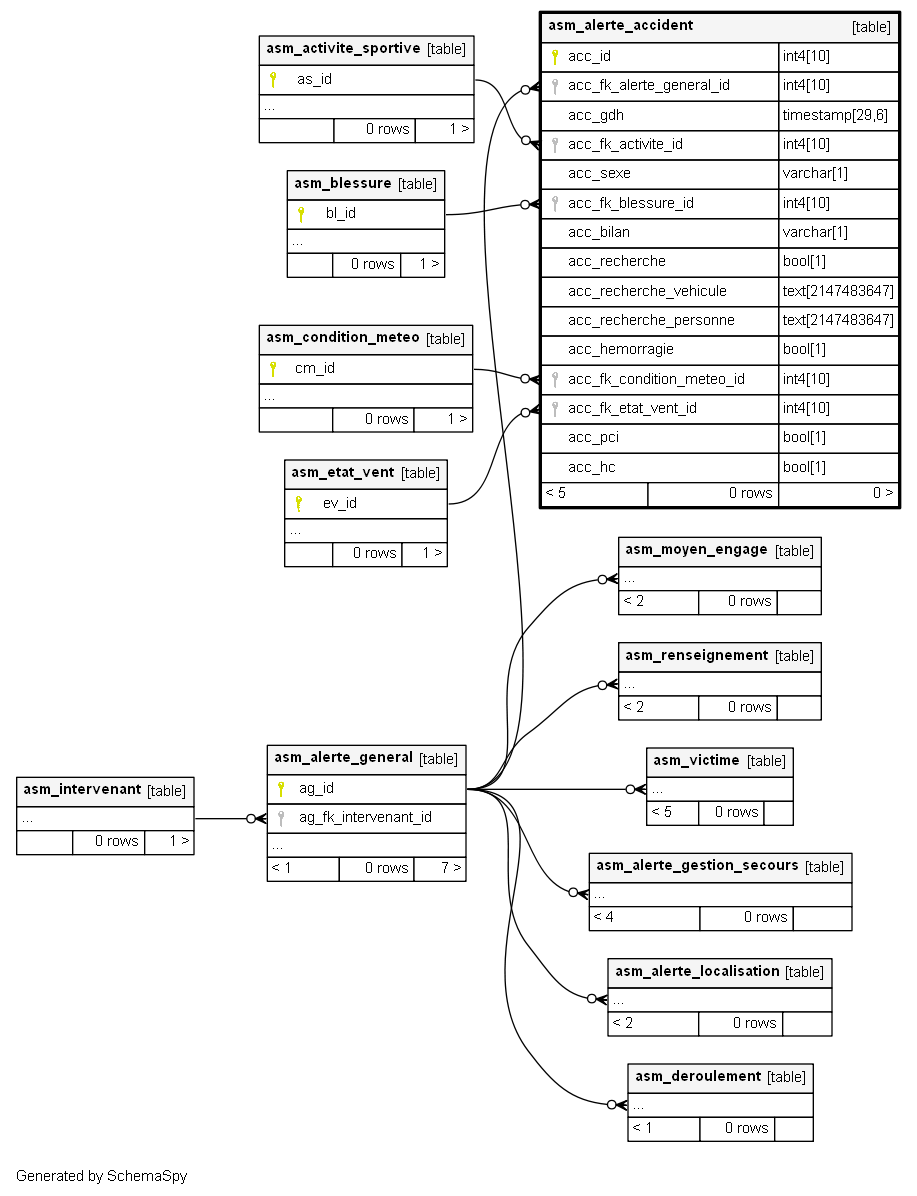 asm_activite_sportive [table]
as_id
...
0 rows 1 >
asm_blessure [table]
bl_id
...
0 rows 1 >
asm_condition_meteo [table]
cm_id
...
0 rows 1 >
asm_etat_vent [table]
ev_id
...
0 rows 1 >
asm_alerte_accident [table]
acc_id int4[10]
acc_fk_alerte_general_id int4[10]
acc_gdh timestamp[29,6]
acc_fk_activite_id int4[10]
acc_sexe varchar[1]
acc_fk_blessure_id int4[10]
acc_bilan varchar[1]
acc_recherche bool[1]
acc_recherche_vehicule text[2147483647]
acc_recherche_personne text[2147483647]
acc_hemorragie bool[1]
acc_fk_condition_meteo_id int4[10]
acc_fk_etat_vent_id int4[10]
acc_pci bool[1]
acc_hc bool[1]
< 5 0 rows 0 >
asm_moyen_engage [table]
...
< 2 0 rows
asm_renseignement [table]
...
< 2 0 rows
asm_intervenant [table]
...
0 rows 1 >
asm_alerte_general [table]
ag_id
ag_fk_intervenant_id
...
< 1 0 rows 7 >
asm_victime [table]
...
< 5 0 rows
asm_alerte_gestion_secours [table]
...
< 4 0 rows
asm_alerte_localisation [table]
...
< 2 0 rows
asm_deroulement [table]
...
< 1 0 rows
Generated by SchemaSpy